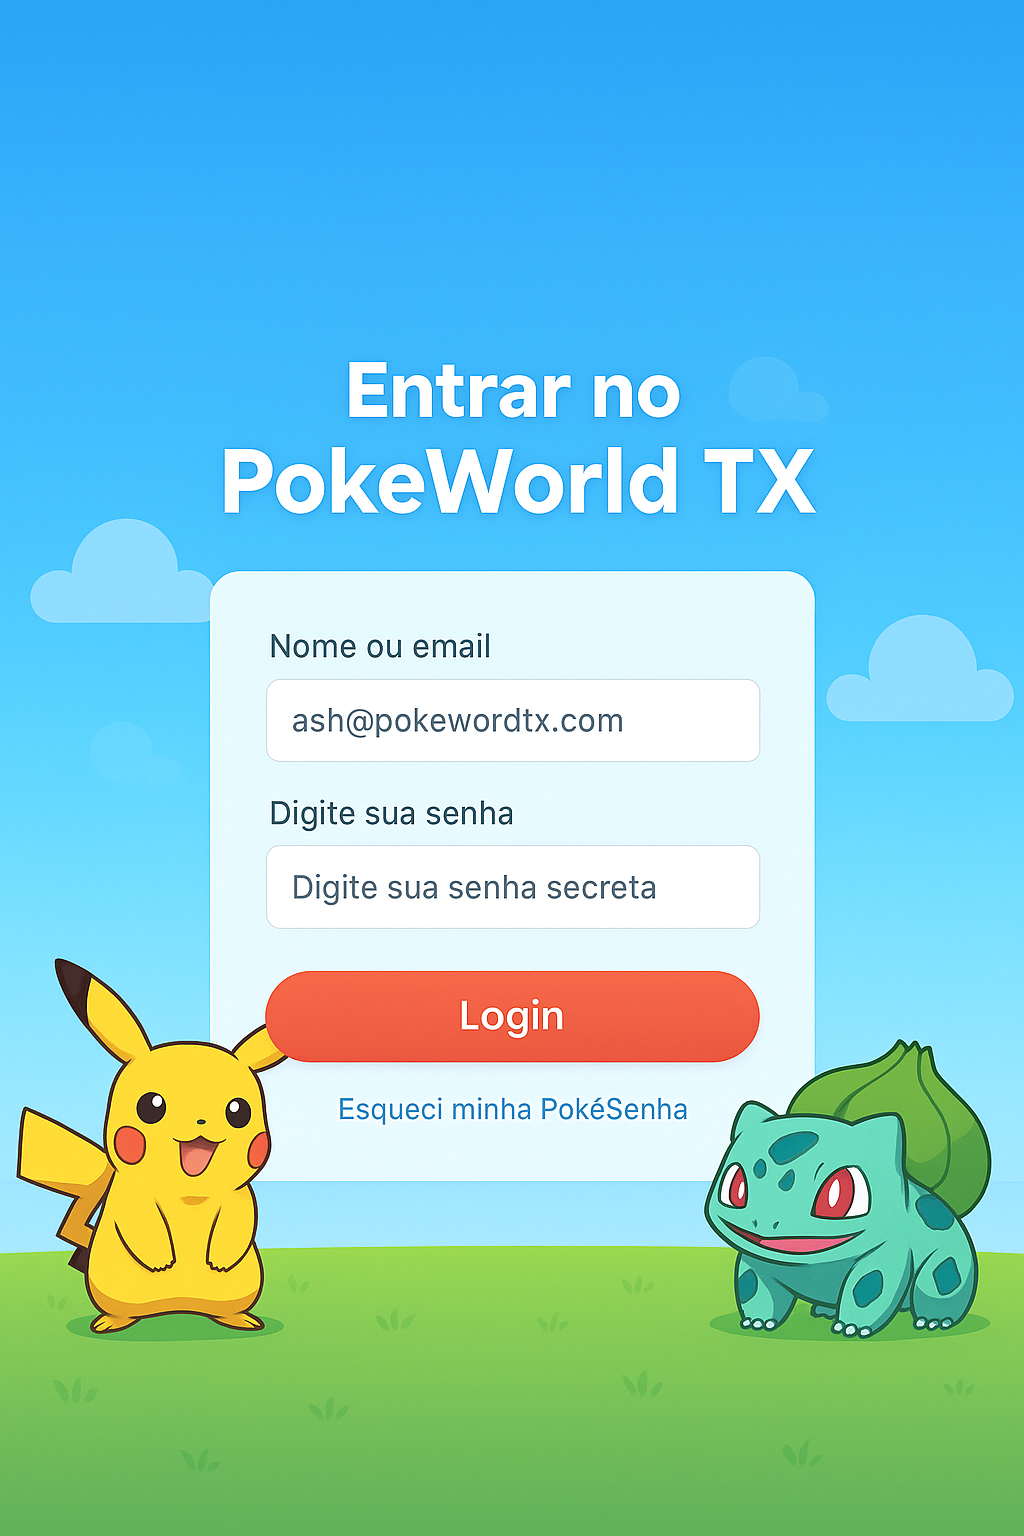 Entrar no
PokeWorld TX
Nome ou email
ash@pokewordtx.com
Digite sua senha
Digite sua senha secreta
Login
Esqueci minha PokéSenha